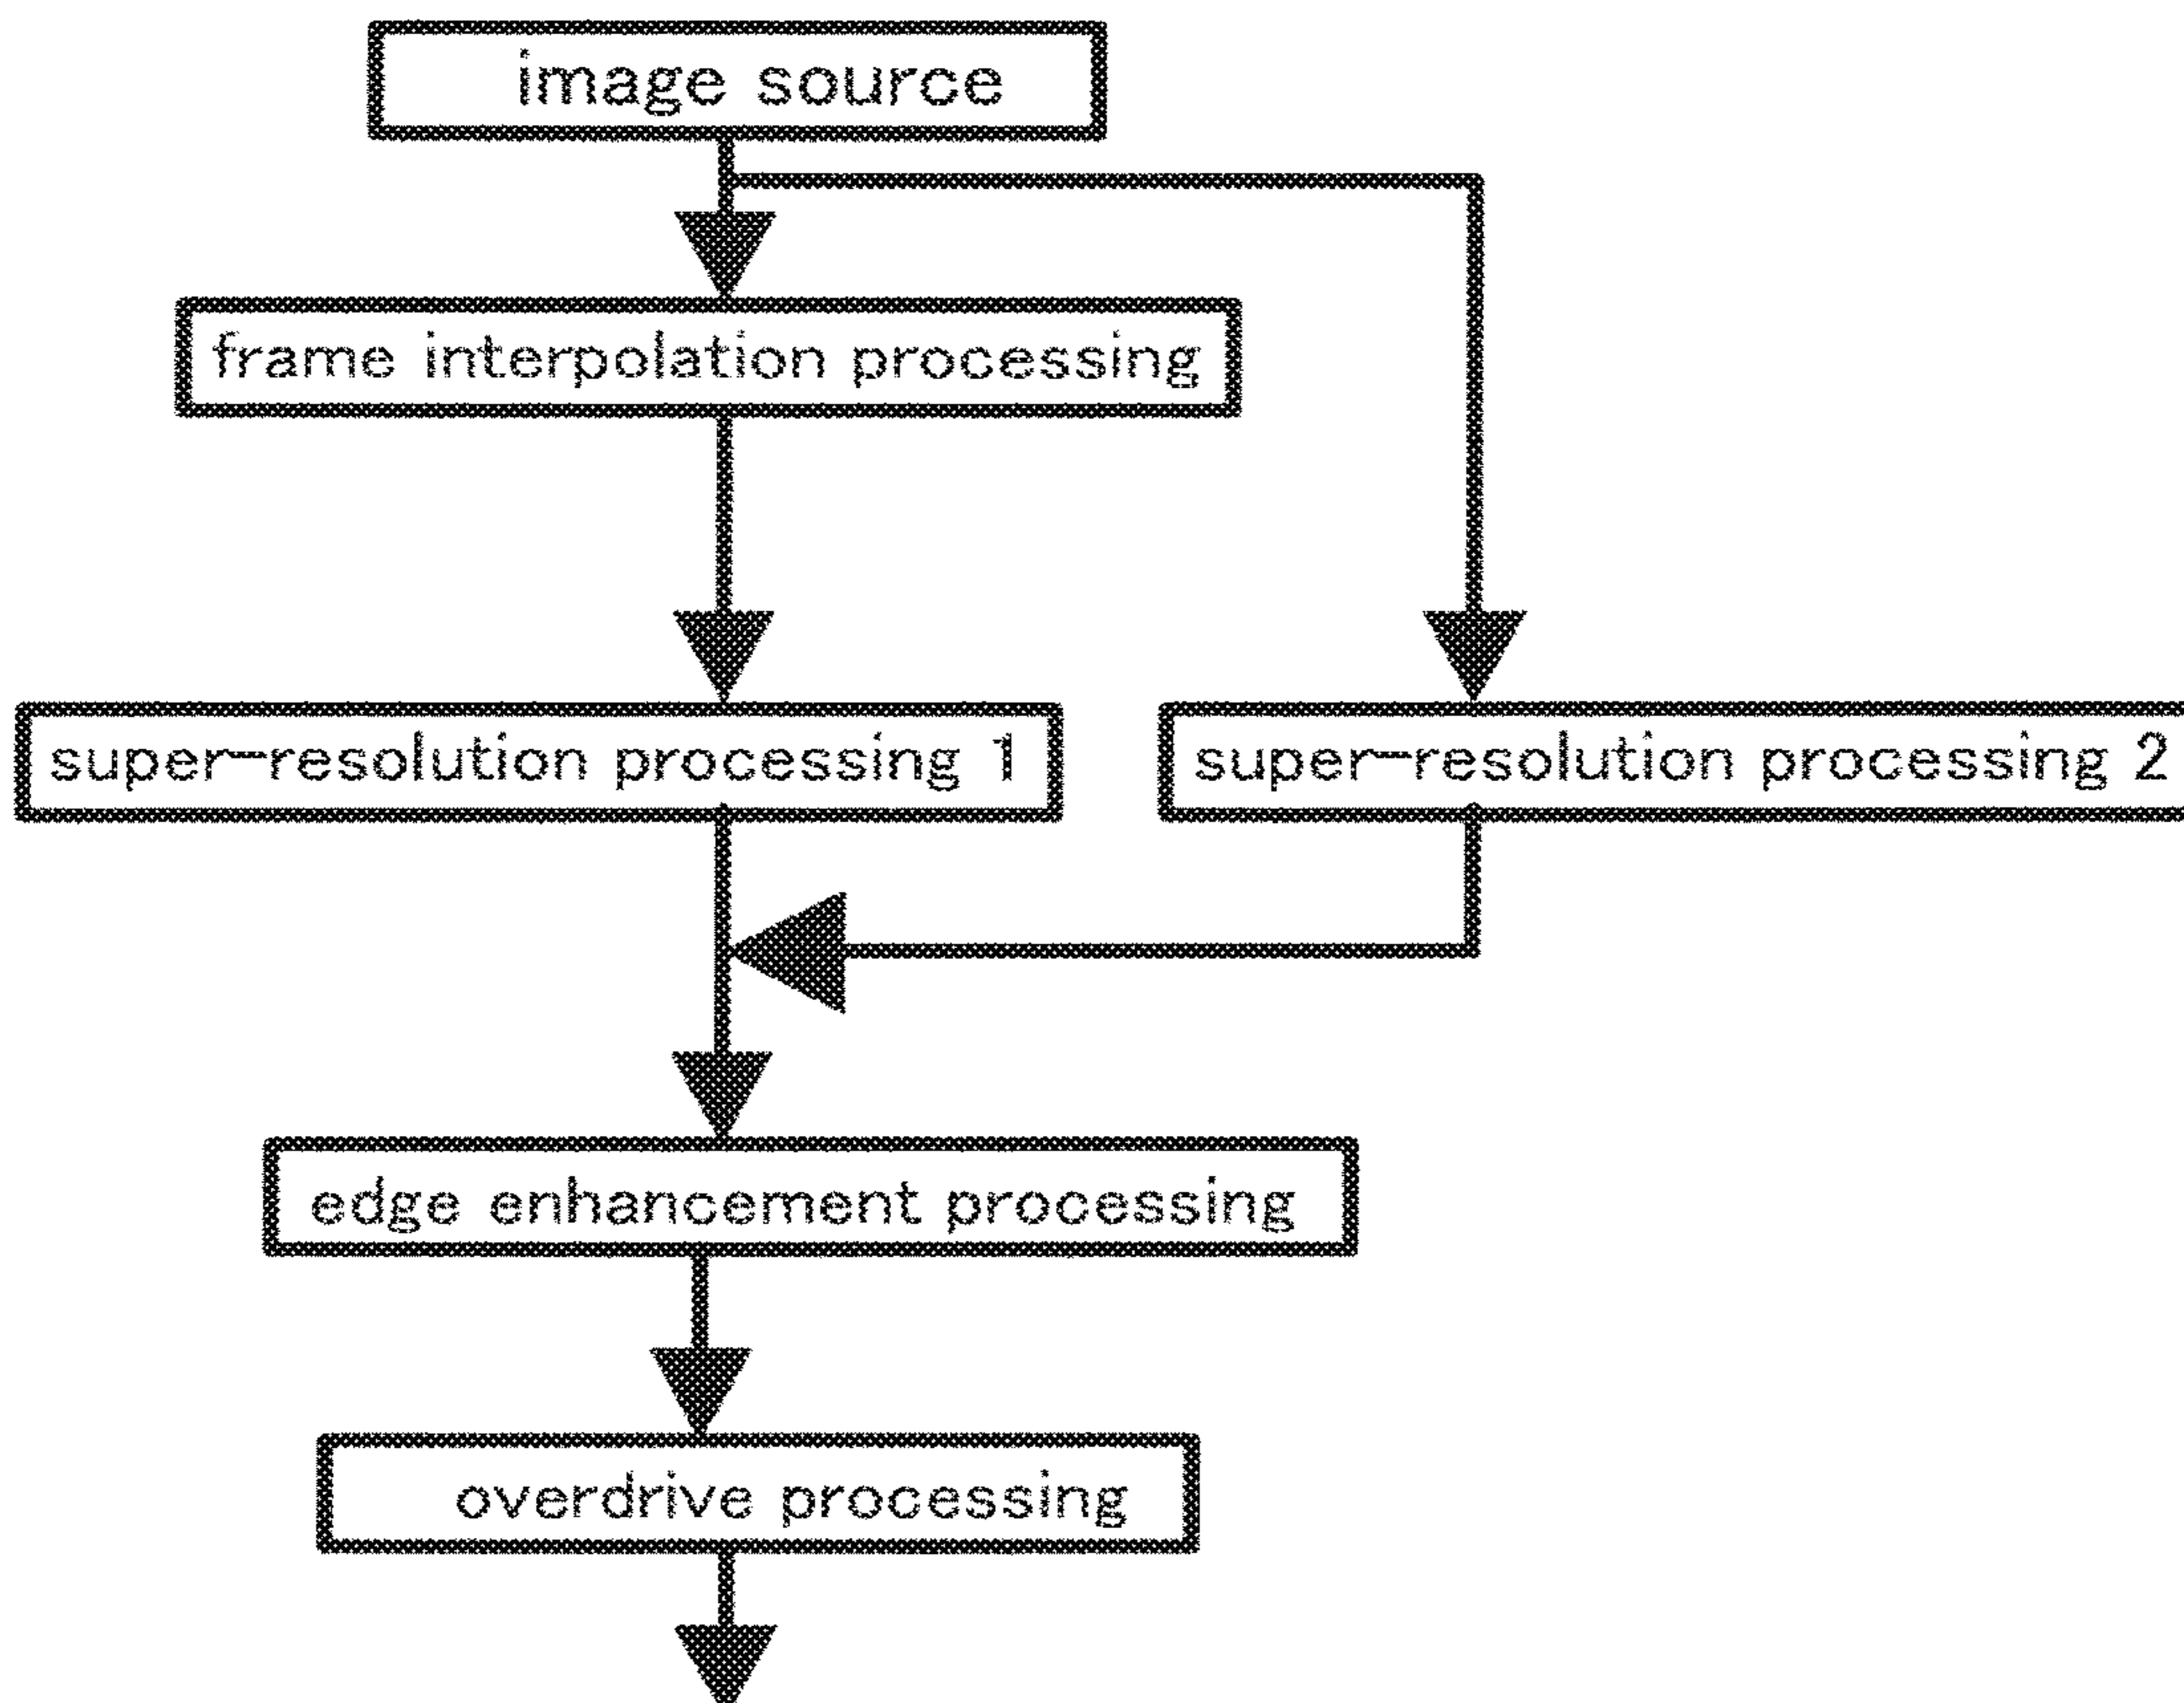 image source
frame interpolation processing
super-resolution processing 1
super-resolution processing 2
edge enhancement processing
overdrive processing